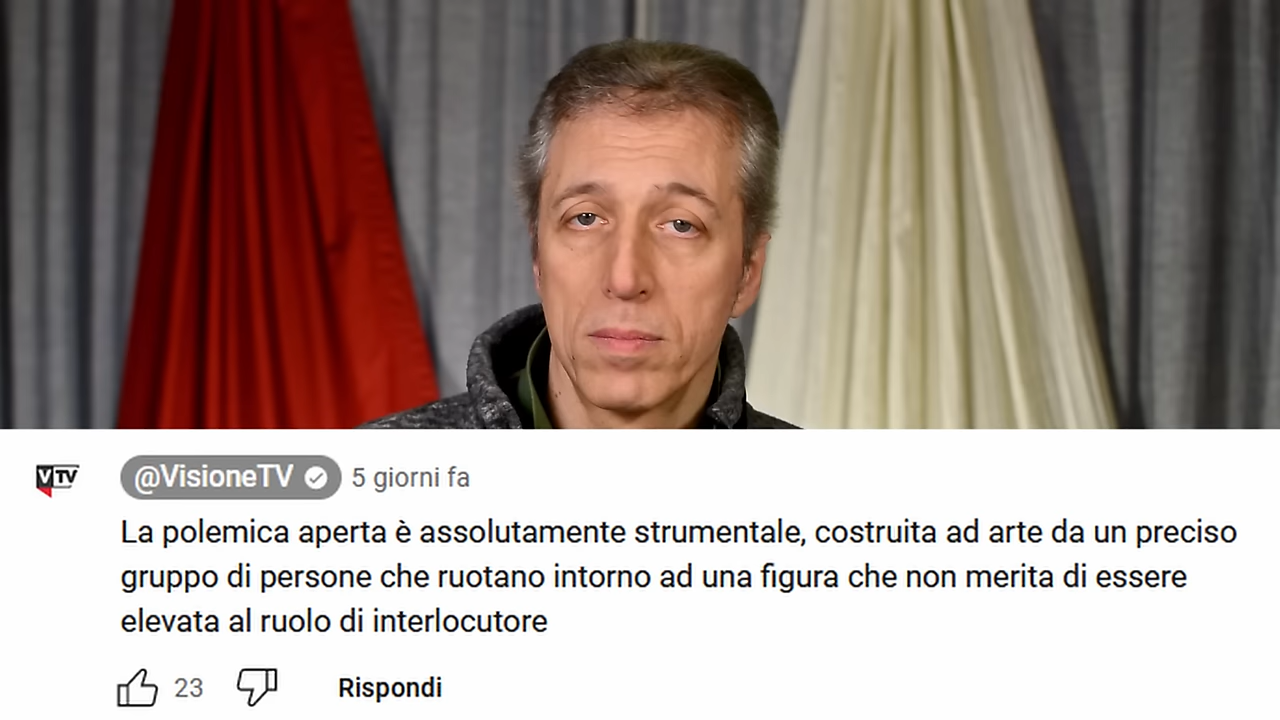 VTV
@VisioneTV 5 giorni fa
La polemica aperta è assolutamente strumentale, costruita ad arte da un preciso
gruppo di persone che ruotano intorno ad una figura che non merita di essere
elevata al ruolo di interlocutore
23 Rispondi